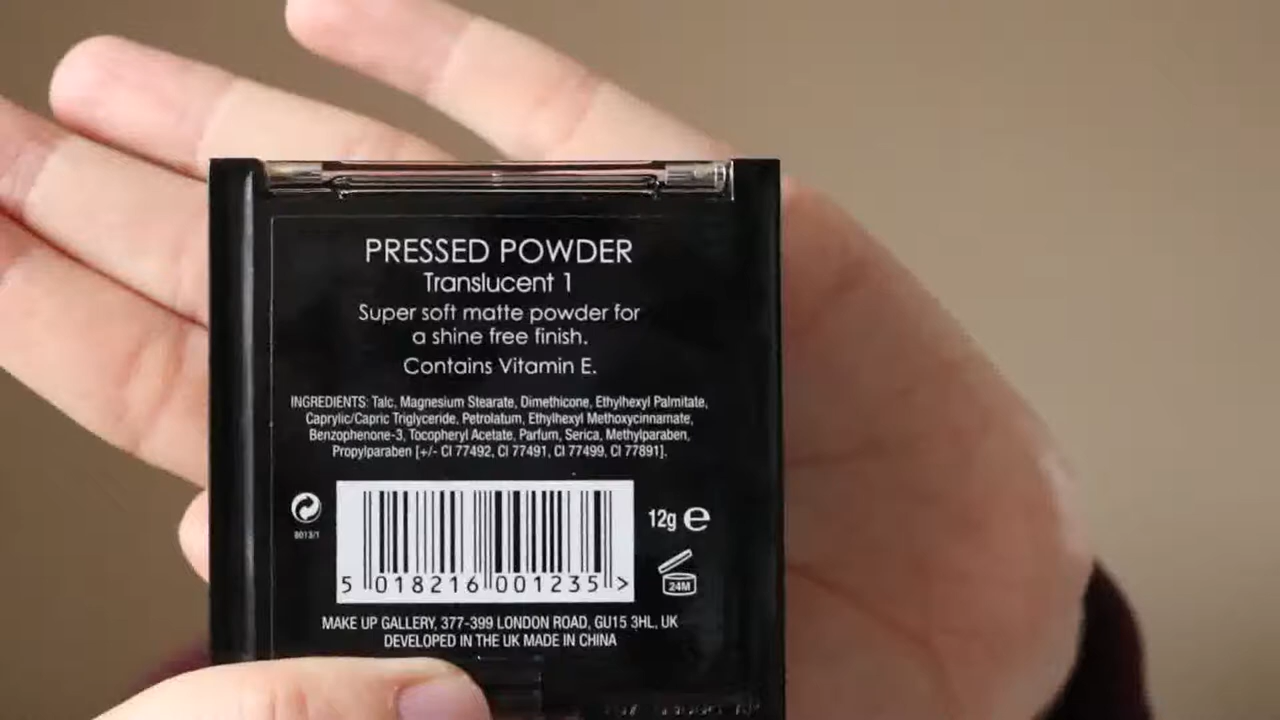 PRESSED POWDER
Translucent 1
Super soft matte powder for
a shine free finish.
Contains Vitamin E.
INGREDIENTS: Talc, Magnesium Stearate, Dimethicone, Ethylhexyl Palmitate,
Caprylic/Capric Triglyceride, Petrolatum, Ethylhexyl Methoxycinnamate,
Benzophenone-3, Tocopheryl Acetate, Parfum, Serica, Methylparaben,
Propylparaben [+/- CI 77492, CI 77491, CI 77499, CI 77891].
8013/1
5 018216 001235 >
12g e
24M
MAKE UP GALLERY, 377-399 LONDON ROAD, GU15 3HL, UK
DEVELOPED IN THE UK MADE IN CHINA